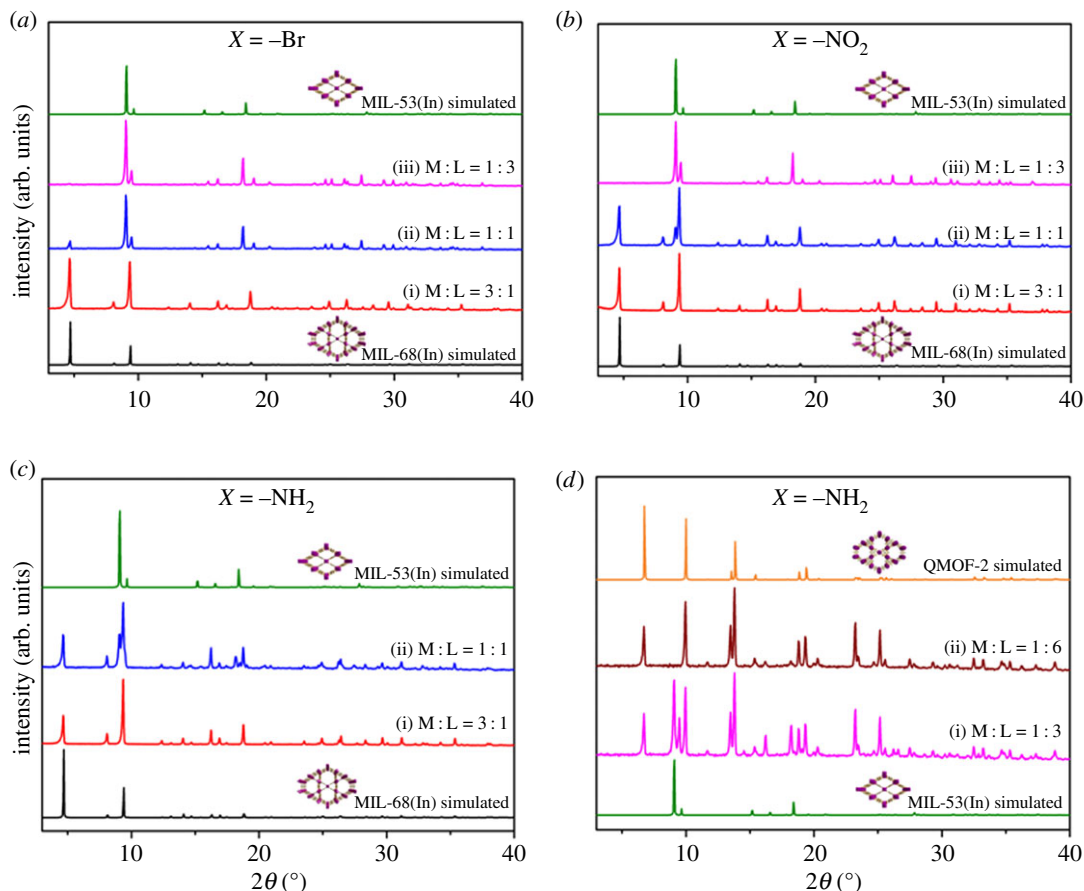 (a)
X = –Br
MIL-53(In) simulated
(iii) M : L = 1 : 3
(ii) M : L = 1 : 1
(i) M : L = 3 : 1
MIL-68(In) simulated
intensity (arb. units)
10 20 30 40
(b)
X = –NO₂
MIL-53(In) simulated
(iii) M : L = 1 : 3
(ii) M : L = 1 : 1
(i) M : L = 3 : 1
MIL-68(In) simulated
10 20 30 40
(c)
X = –NH₂
MIL-53(In) simulated
(ii) M : L = 1 : 1
(i) M : L = 3 : 1
MIL-68(In) simulated
intensity (arb. units)
10 20 30 40
2θ (°)
(d)
X = –NH₂
QMOF-2 simulated
(ii) M : L = 1 : 6
(i) M : L = 1 : 3
MIL-53(In) simulated
10 20 30 40
2θ (°)